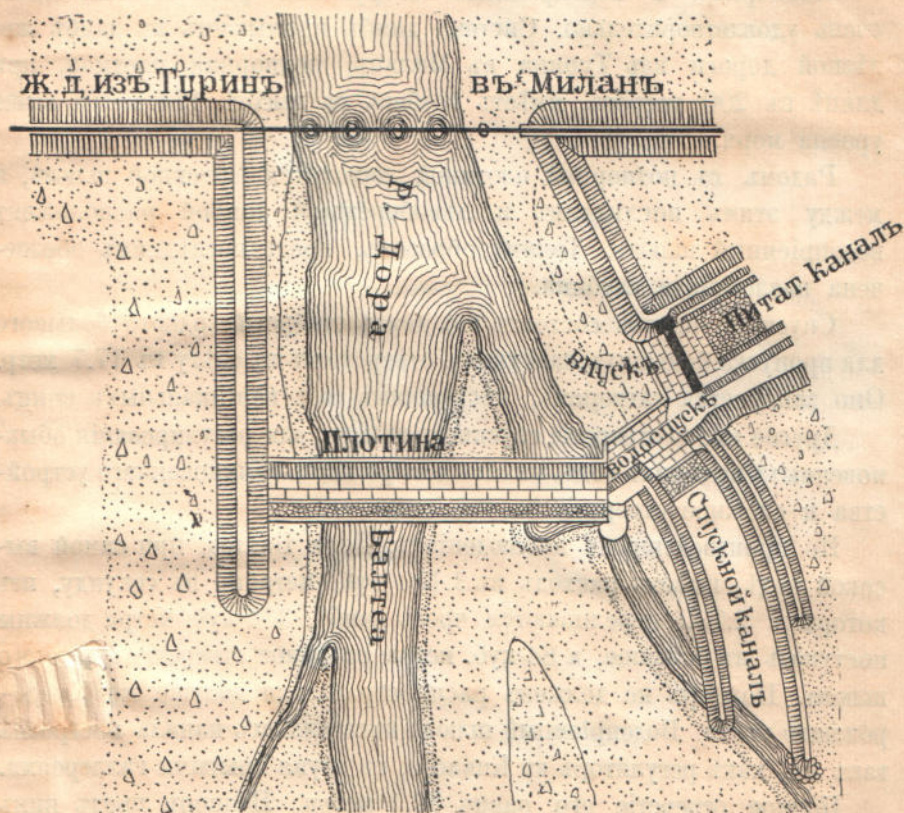 ж. д. изъ Туринъ въ Миланъ
Р. Дора
Питат каналъ
впускъ
водоспускъ
Плотина
Спускной каналъ
Балтеа